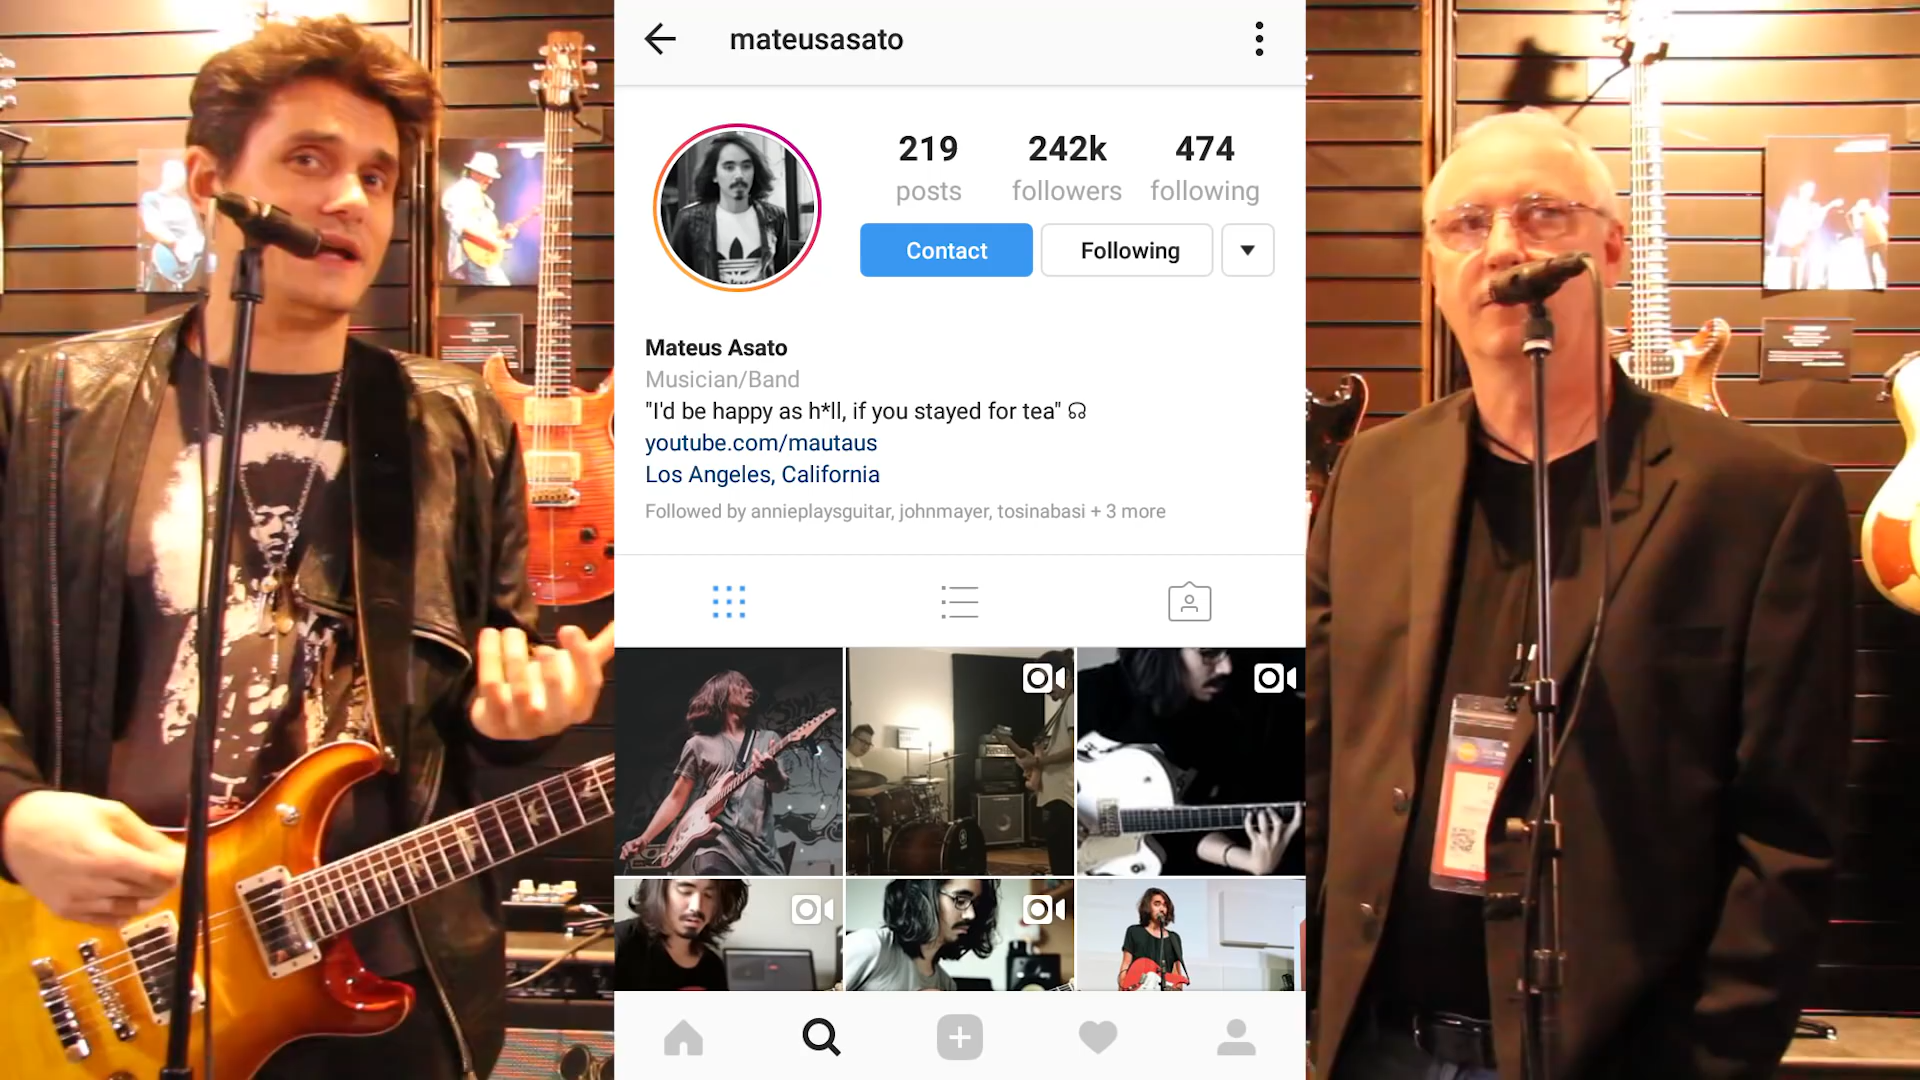 mateusasato
219 242k 474
posts followers following
Contact Following
Mateus Asato
Musician/Band
"I'd be happy as h*ll, if you stayed for tea" ☊
youtube.com/mautaus
Los Angeles, California
Followed by annieplaysguitar, johnmayer, tosinabasi + 3 more